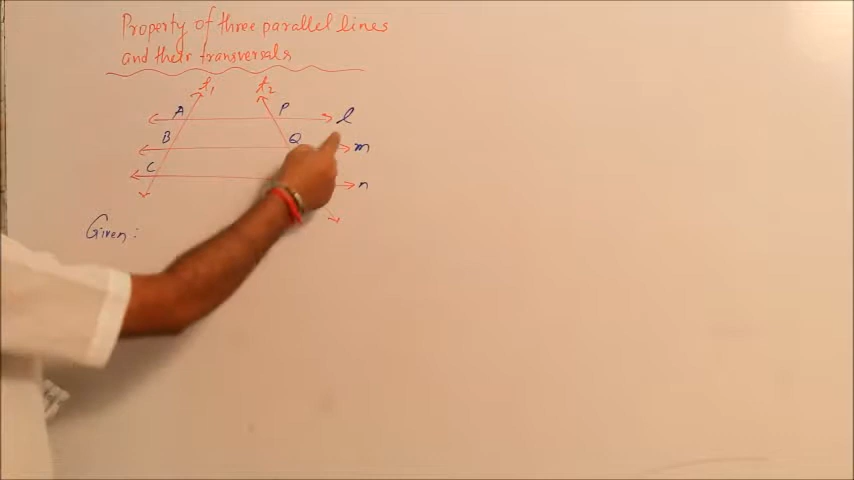 Property of three parallel lines
and their transversals
t₁ t₂
A P l
B Q m
C n
Given :